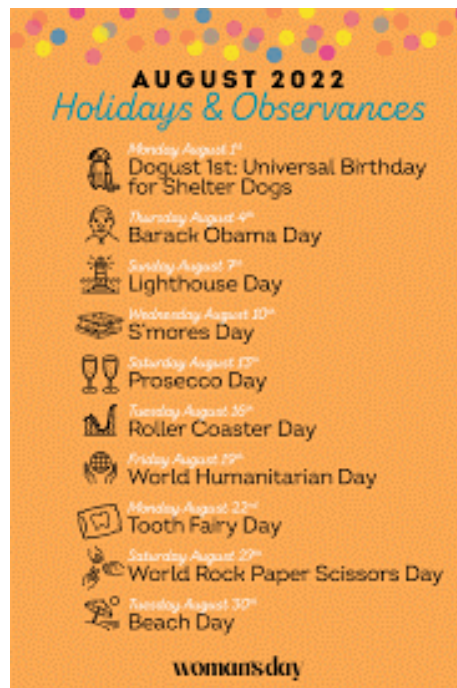 AUGUST 2022
Holidays & Observances
Monday August 1st
Dogust 1st: Universal Birthday
for Shelter Dogs
Thursday August 4th
Barack Obama Day
Sunday August 7th
Lighthouse Day
Wednesday August 10th
S'mores Day
Saturday August 13th
Prosecco Day
Tuesday August 16th
Roller Coaster Day
Friday August 19th
World Humanitarian Day
Monday August 22nd
Tooth Fairy Day
Saturday August
World Rock Paper Scissors Day
Tuesday August 30th
Beach Day
woman'sday